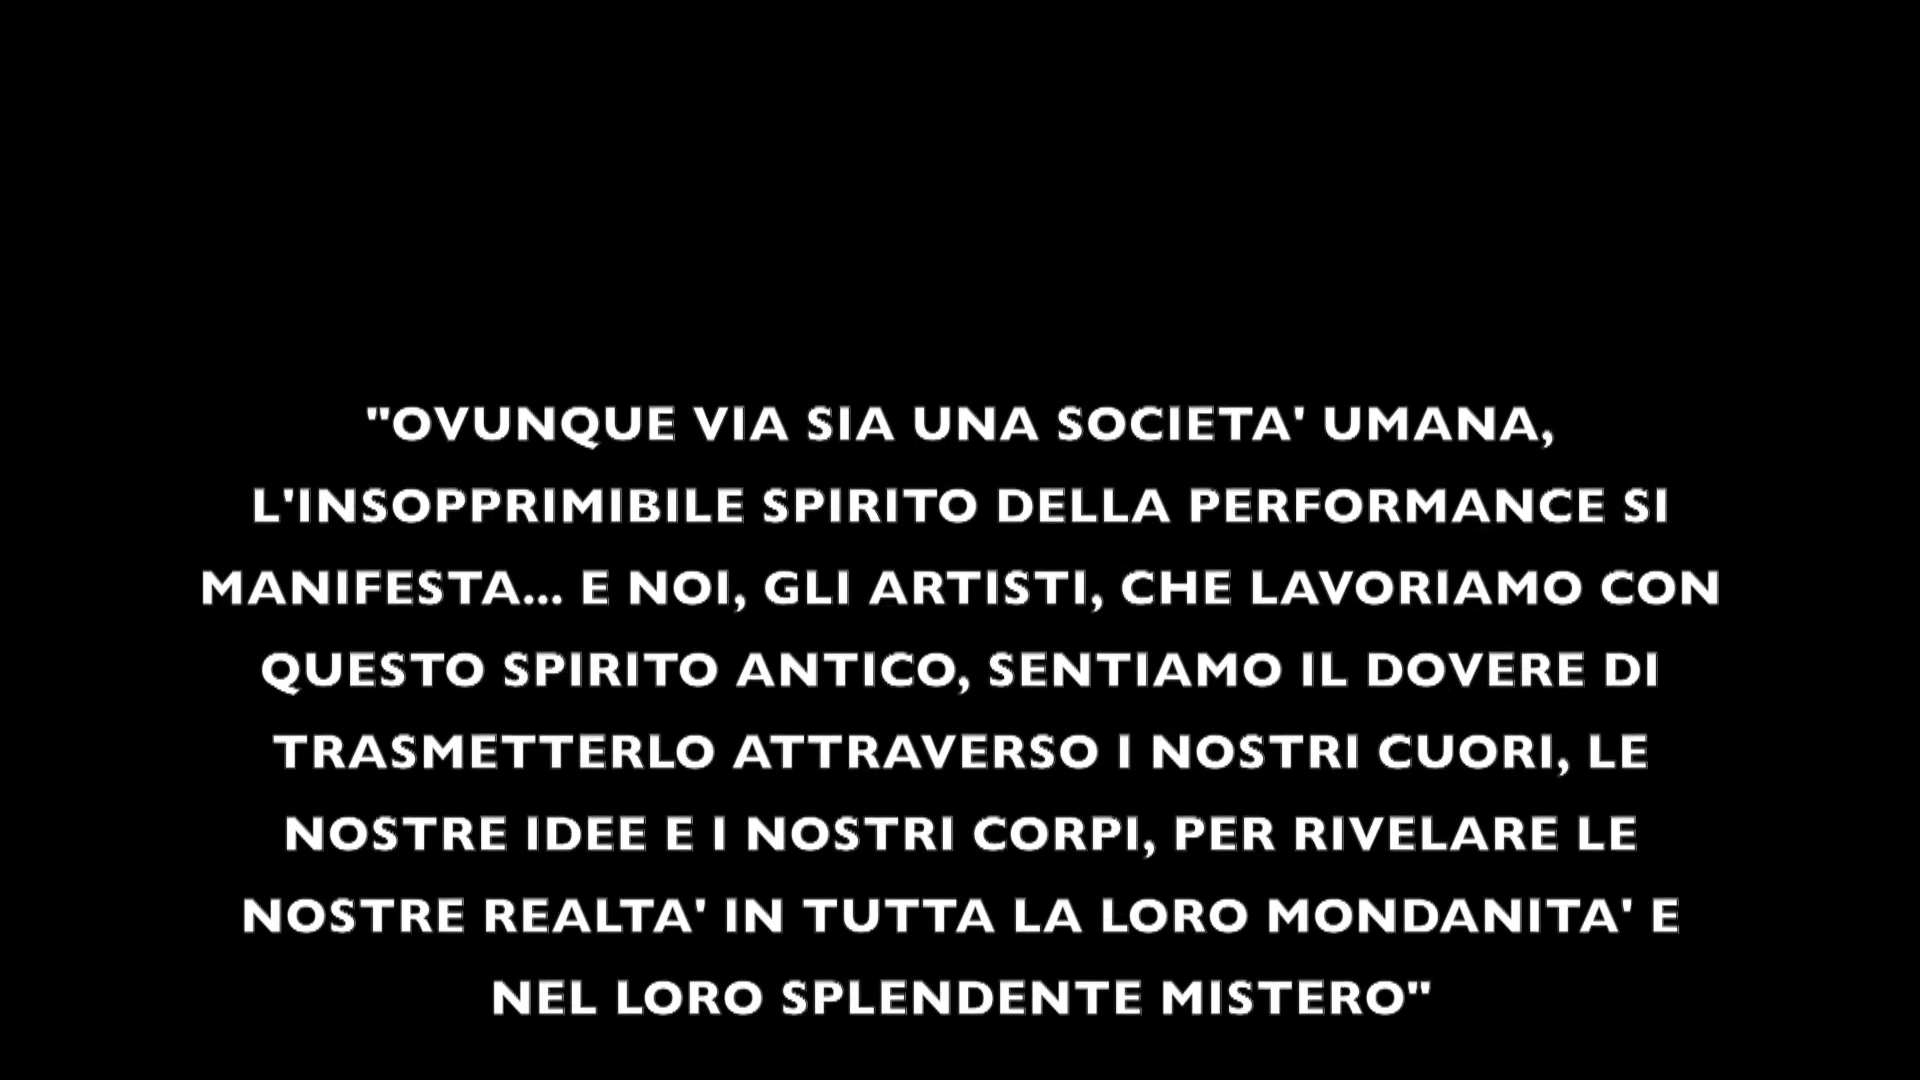 "OVUNQUE VIA SIA UNA SOCIETA' UMANA,
L'INSOPPRIMIBILE SPIRITO DELLA PERFORMANCE SI
MANIFESTA... E NOI, GLI ARTISTI, CHE LAVORIAMO CON
QUESTO SPIRITO ANTICO, SENTIAMO IL DOVERE DI
TRASMETTERLO ATTRAVERSO I NOSTRI CUORI, LE
NOSTRE IDEE E I NOSTRI CORPI, PER RIVELARE LE
NOSTRE REALTA' IN TUTTA LA LORO MONDANITA' E
NEL LORO SPLENDENTE MISTERO"